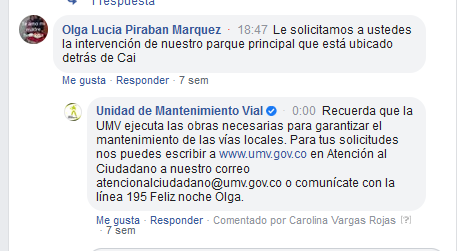 1 respuesta
Olga Lucia Piraban Marquez · 18:47 Le solicitamos a ustedes
la intervención de nuestro parque principal que está ubicado
detrás de Cai
Me gusta · Responder · 7 sem
Unidad de Mantenimiento Vial · 0:00 Recuerda que la
UMV ejecuta las obras necesarias para garantizar el
mantenimiento de las vías locales. Para tus solicitudes
nos puedes escribir a www.umv.gov.co en Atención al
Ciudadano a nuestro correo
atencionalciudadano@umv.gov.co o comunícate con la
línea 195 Feliz noche Olga.
Me gusta · Responder · Comentado por Carolina Vargas Rojas [?]
· 7 sem